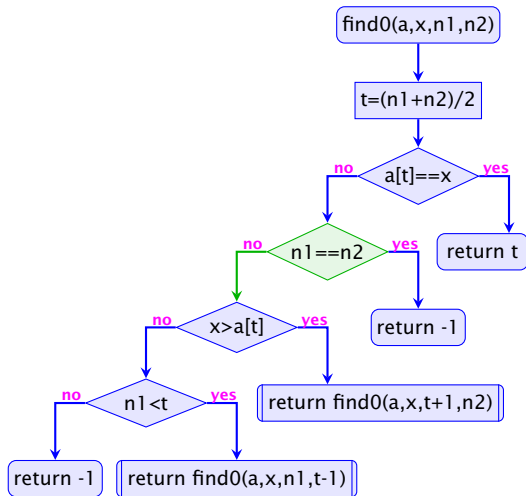 find0(a,x,n1,n2)
t=(n1+n2)/2
a[t]==x
no
yes
return t
n1==n2
no
yes
return -1
x>a[t]
no
yes
return find0(a,x,t+1,n2)
n1<t
no
yes
return -1
return find0(a,x,n1,t-1)